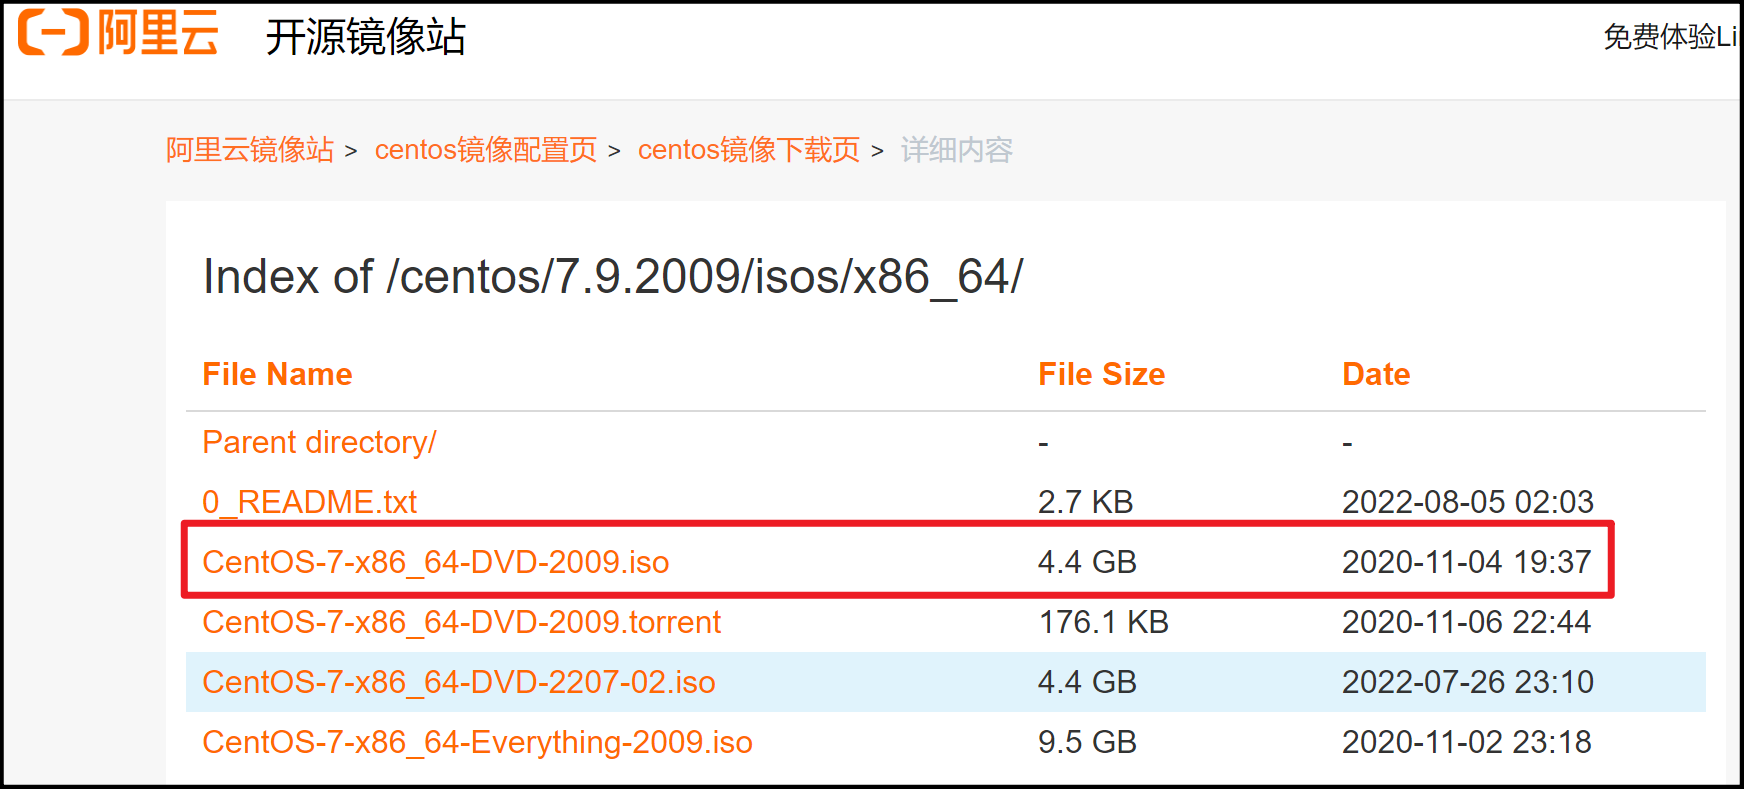 阿里云 开源镜像站 免费体验Li
阿里云镜像站 > centos镜像配置页 > centos镜像下载页 > 详细内容
Index of /centos/7.9.2009/isos/x86_64/
File Name File Size Date
Parent directory/ - -
0_README.txt 2.7 KB 2022-08-05 02:03
CentOS-7-x86_64-DVD-2009.iso 4.4 GB 2020-11-04 19:37
CentOS-7-x86_64-DVD-2009.torrent 176.1 KB 2020-11-06 22:44
CentOS-7-x86_64-DVD-2207-02.iso 4.4 GB 2022-07-26 23:10
CentOS-7-x86_64-Everything-2009.iso 9.5 GB 2020-11-02 23:18